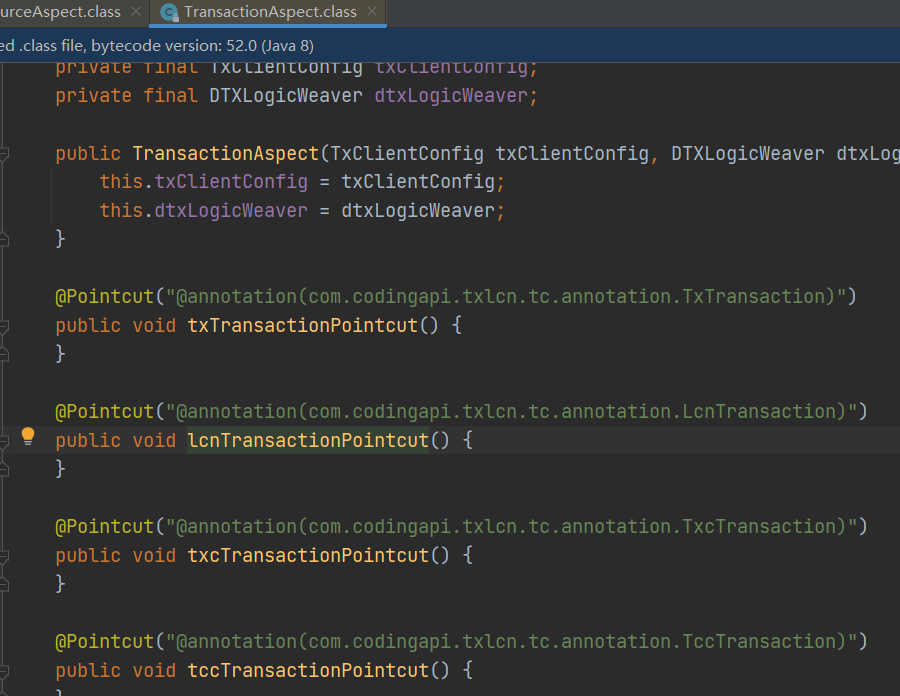 urceAspect.class × TransactionAspect.class ×
ed .class file, bytecode version: 52.0 (Java 8)
private final TxClientConfig txClientConfig;
private final DTXLogicWeaver dtxLogicWeaver;
public TransactionAspect(TxClientConfig txClientConfig, DTXLogicWeaver dtxLog
this.txClientConfig = txClientConfig;
this.dtxLogicWeaver = dtxLogicWeaver;
}
@Pointcut("@annotation(com.codingapi.txlcn.tc.annotation.TxTransaction)")
public void txTransactionPointcut() {
}
@Pointcut("@annotation(com.codingapi.txlcn.tc.annotation.LcnTransaction)")
public void lcnTransactionPointcut() {
}
@Pointcut("@annotation(com.codingapi.txlcn.tc.annotation.TxcTransaction)")
public void txcTransactionPointcut() {
}
@Pointcut("@annotation(com.codingapi.txlcn.tc.annotation.TccTransaction)")
public void tccTransactionPointcut() {
}